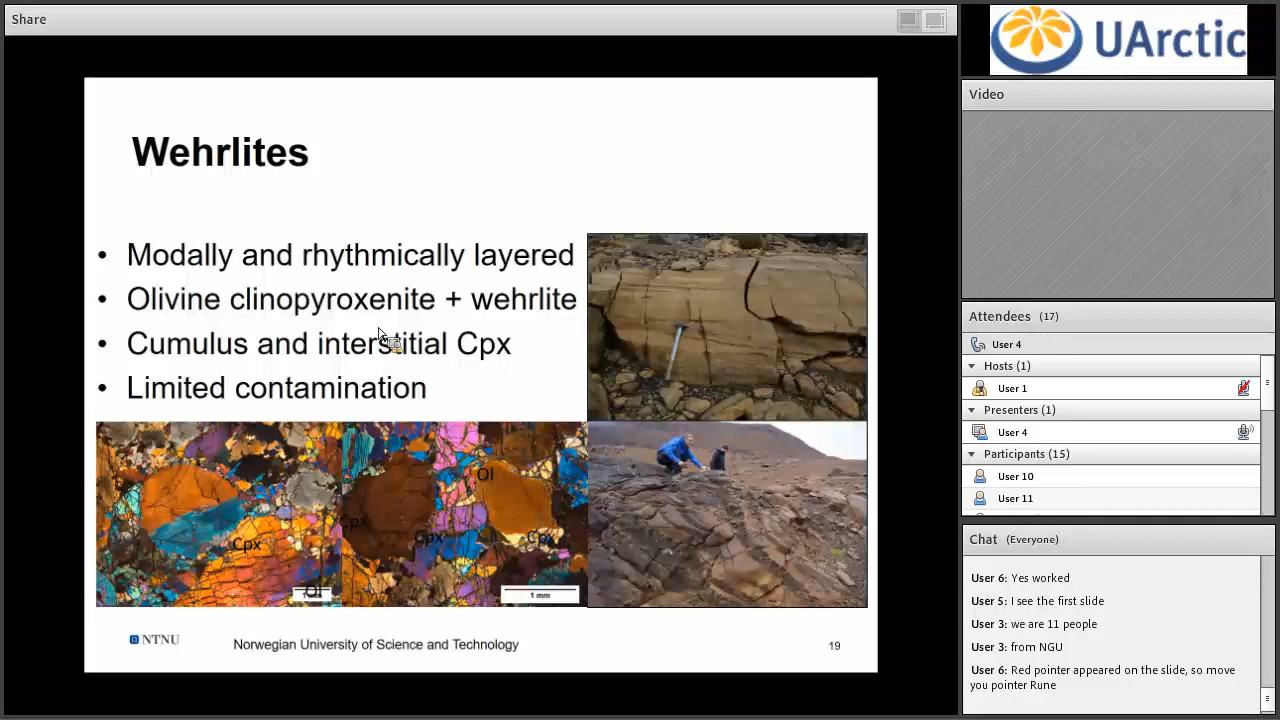 Share
UArctic
Wehrlites
• Modally and rhythmically layered
• Olivine clinopyroxenite + wehrlite
• Cumulus and interstitial Cpx
• Limited contamination
Ol
Cpx
Cpx
Cpx
Cpx
Ol
1 mm
NTNU
Norwegian University of Science and Technology
19
Video
Attendees (17)
User 4
Hosts (1)
User 1
Presenters (1)
User 4
Participants (15)
User 10
User 11
Chat (Everyone)
User 6: Yes worked
User 5: I see the first slide
User 3: we are 11 people
User 3: from NGU
User 6: Red pointer appeared on the slide, so move
you pointer Rune